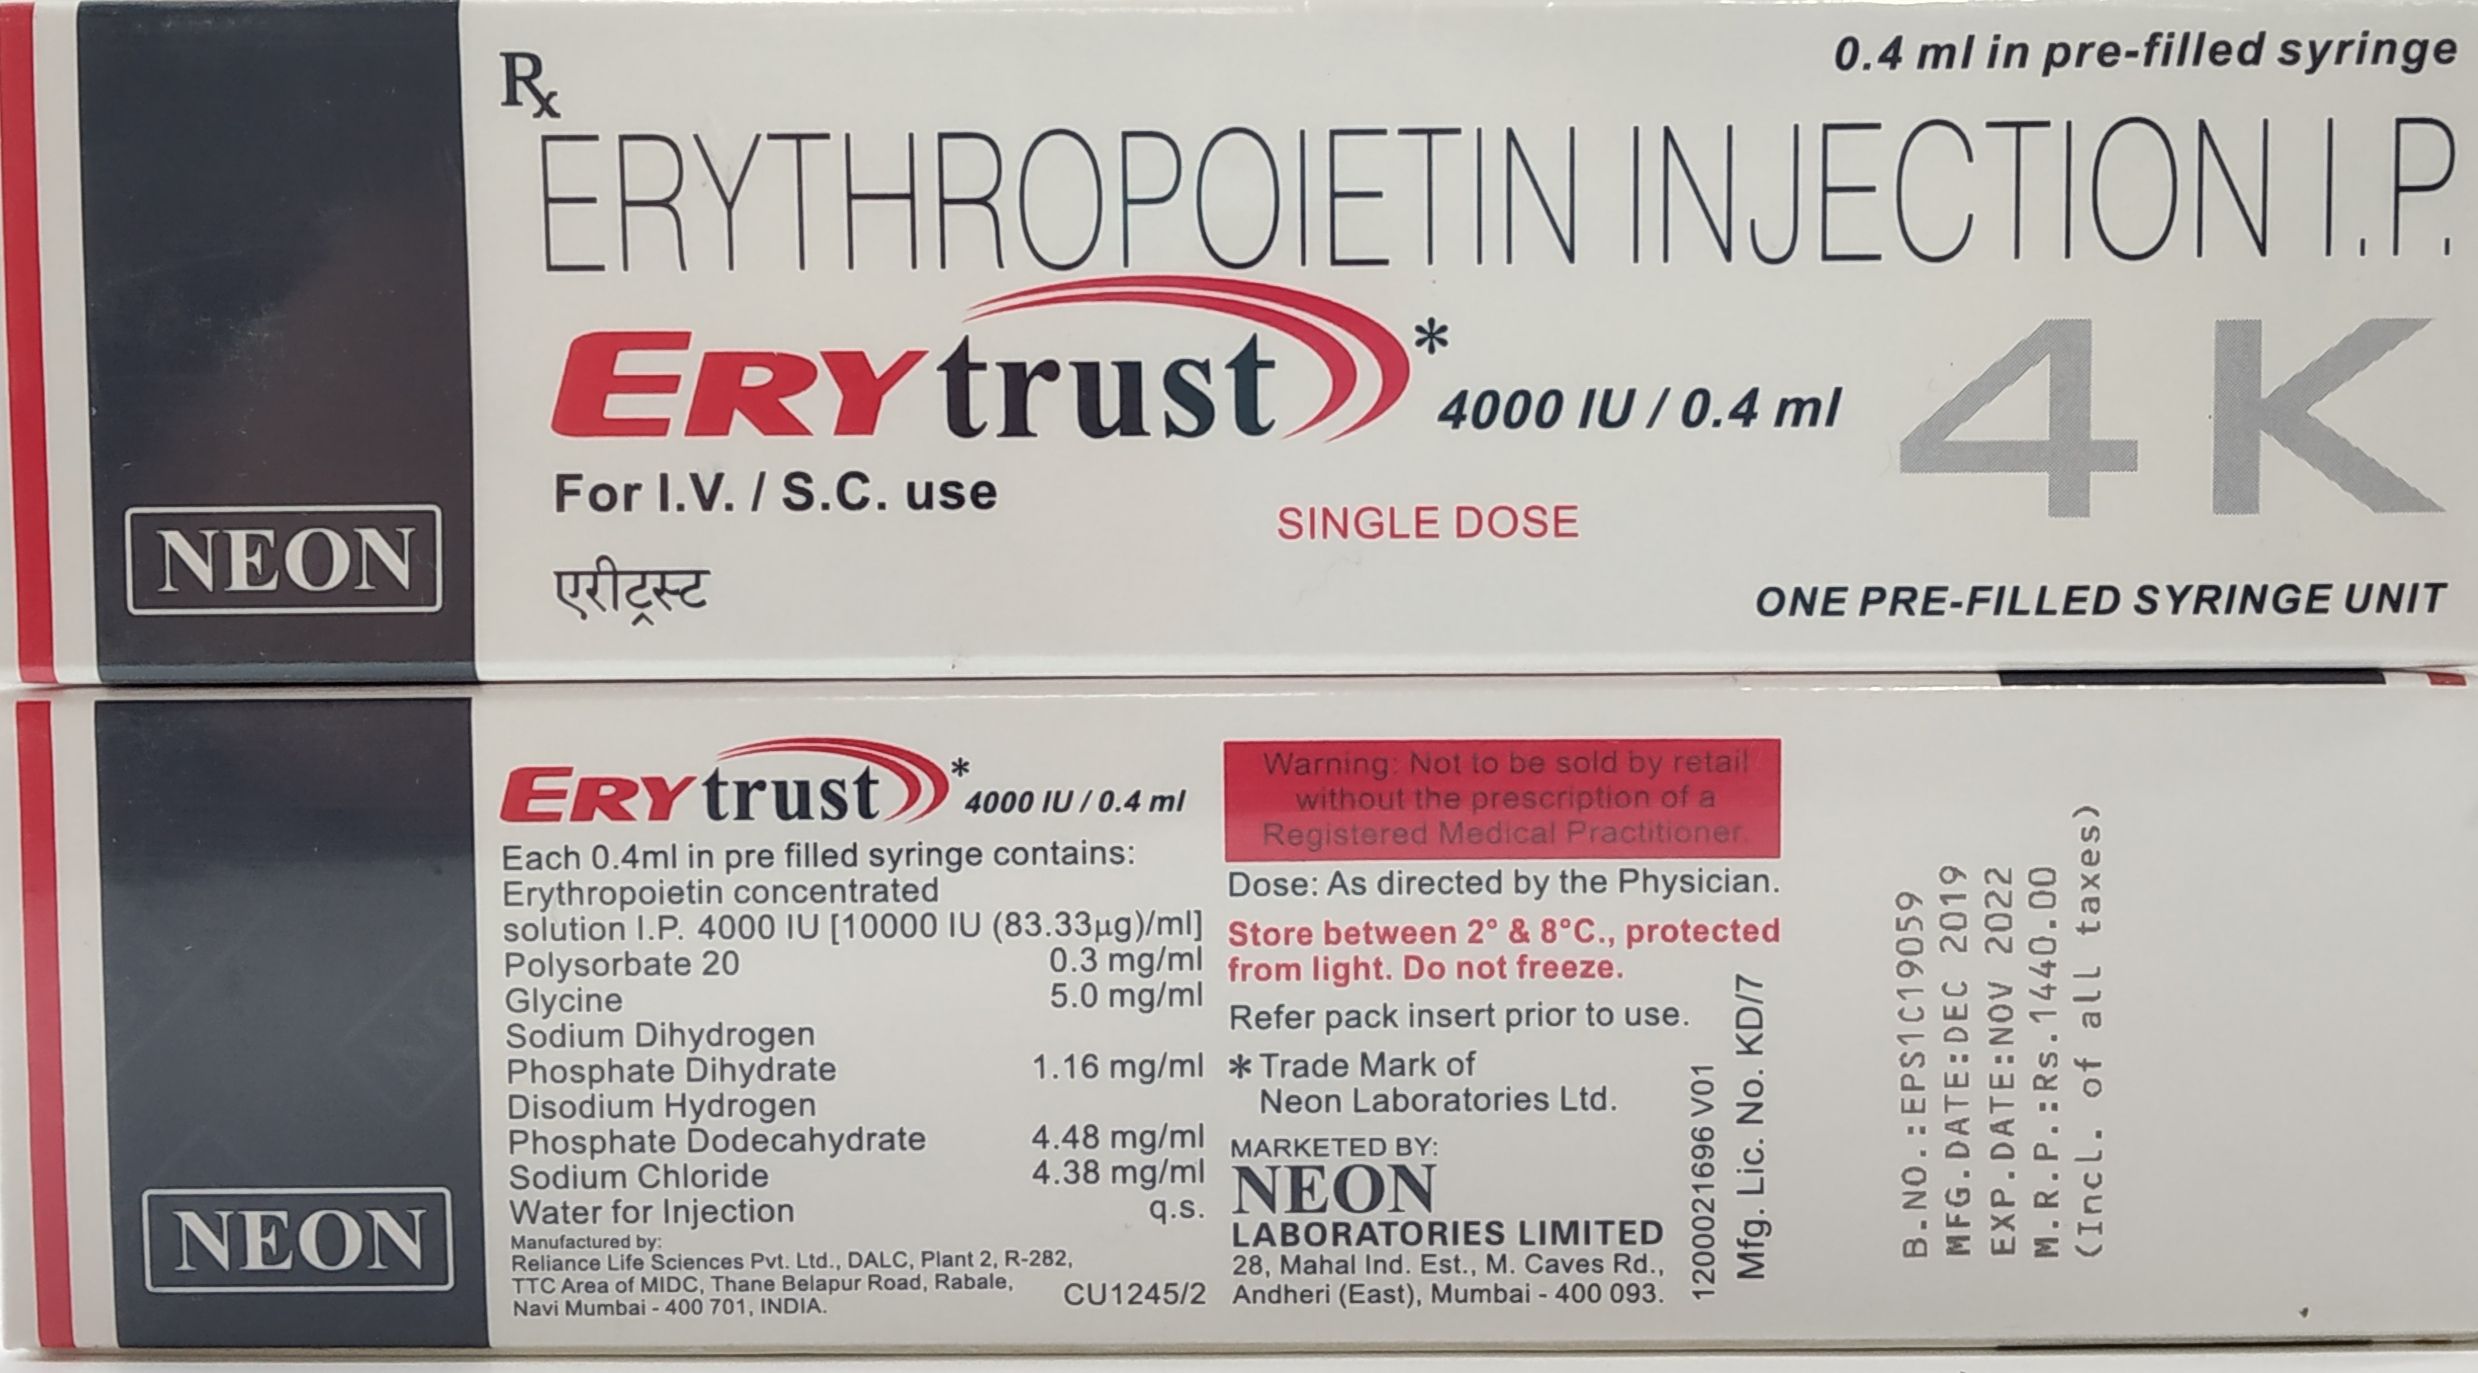 Rx
0.4 ml in pre-filled syringe
ERYTHROPOIETIN INJECTION I.P.
ERYtrust* 4000 IU / 0.4 ml 4K
For I.V. / S.C. use
SINGLE DOSE
NEON
एरीट्रस्ट
ONE PRE-FILLED SYRINGE UNIT
ERYtrust* 4000 IU / 0.4 ml
Each 0.4ml in pre filled syringe contains:
Erythropoietin concentrated
solution I.P. 4000 IU [10000 IU (83.33µg)/ml]
Polysorbate 20 0.3 mg/ml
Glycine 5.0 mg/ml
Sodium Dihydrogen
Phosphate Dihydrate 1.16 mg/ml
Disodium Hydrogen
Phosphate Dodecahydrate 4.48 mg/ml
Sodium Chloride 4.38 mg/ml
Water for Injection q.s.
Manufactured by:
Reliance Life Sciences Pvt. Ltd., DALC, Plant 2, R-282,
TTC Area of MIDC, Thane Belapur Road, Rabale,
Navi Mumbai - 400 701, INDIA.
CU1245/2
NEON
Warning: Not to be sold by retail
without the prescription of a
Registered Medical Practitioner.
Dose: As directed by the Physician.
Store between 2° & 8°C., protected
from light. Do not freeze.
Refer pack insert prior to use.
* Trade Mark of
Neon Laboratories Ltd.
MARKETED BY:
NEON
LABORATORIES LIMITED
28, Mahal Ind. Est., M. Caves Rd.,
Andheri (East), Mumbai - 400 093.
1200021696 V01
Mfg. Lic. No. KD/7
B.NO.:EPS1C19059
MFG.DATE:DEC 2019
EXP.DATE:NOV 2022
M.R.P.:Rs.1440.00
(Incl. of all taxes)